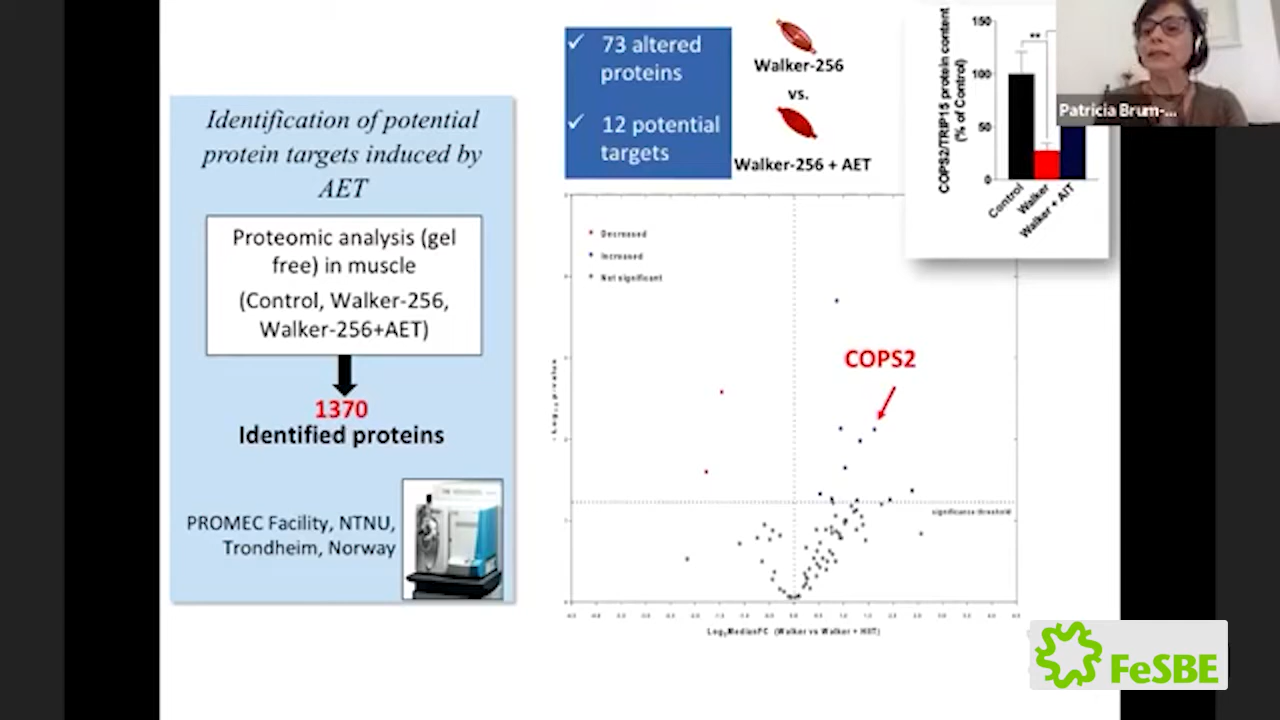 Identification of potential
protein targets induced by
AET
Proteomic analysis (gel
free) in muscle
(Control, Walker-256,
Walker-256+AET)
1370
Identified proteins
PROMEC Facility, NTNU,
Trondheim, Norway
✓ 73 altered
proteins
✓ 12 potential
targets
Walker-256
vs.
Walker-256 + AET
COPS2/TRIP15 protein content
(% of Control)
150
100
50
0
**
Control
Walker
Walker + AIT
Patricia Brum-...
Decreased
Increased
Not significant
COPS2
significance threshold
Log₂MedianFC (Walker vs Walker + HIIT)
FeSBE